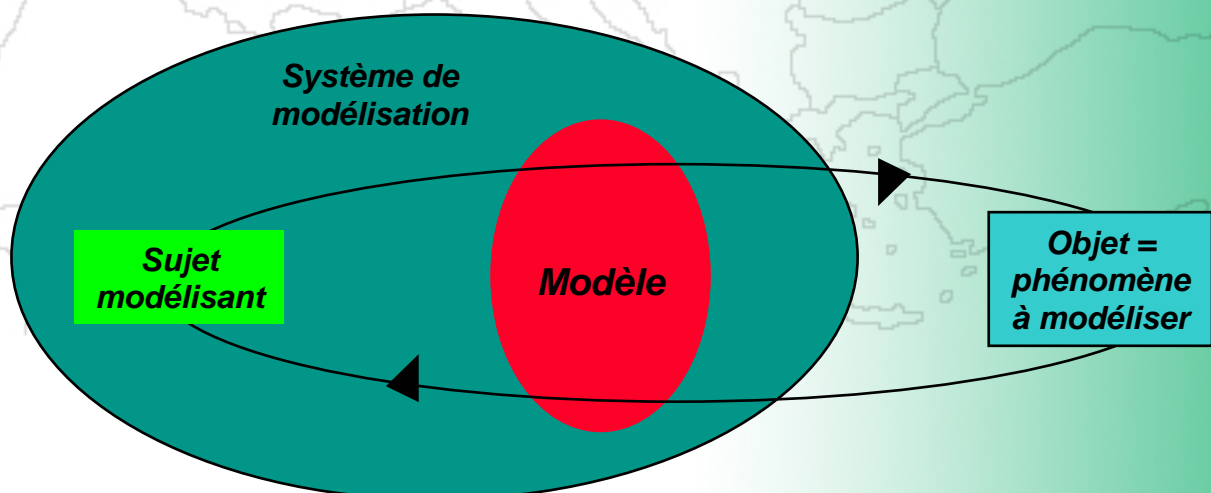 Système de
modélisation
Sujet
modélisant
Modèle
Objet =
phénomène
à modéliser